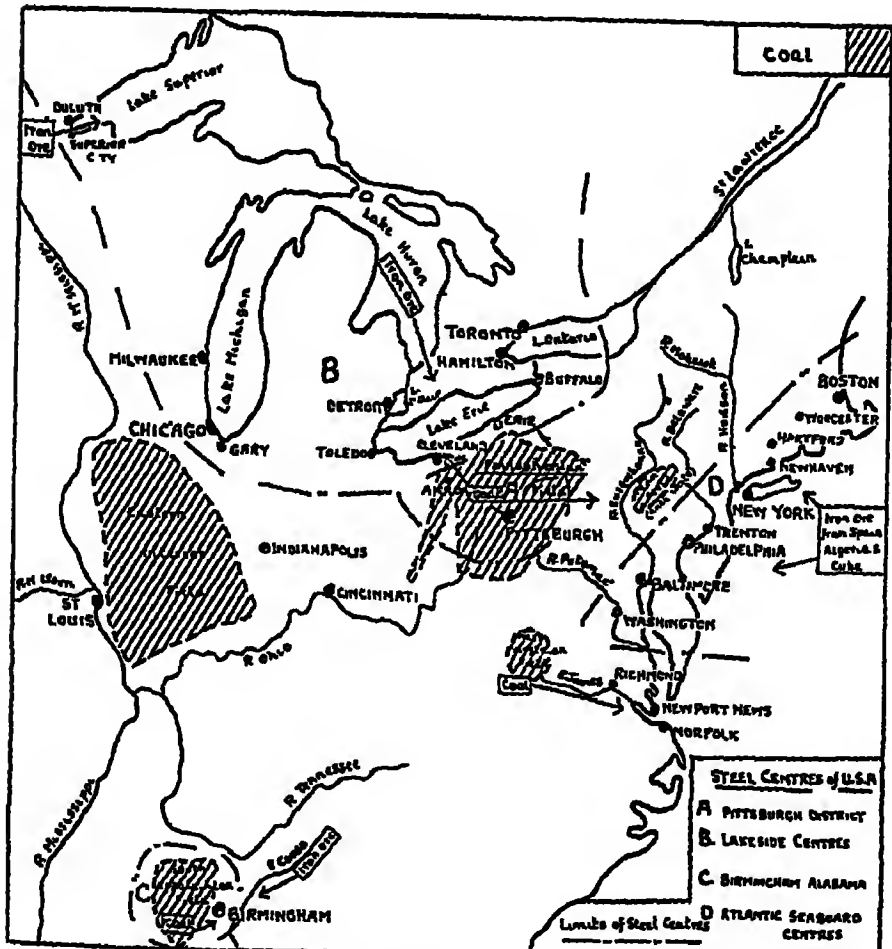 COAL
Lake Superior
DULUTH
Iron
Ore
SUPERIOR
CTY
St Lawrence
L.
Champlain
Lake Huron
Iron Ore
Lake Michigan
TORONTO
L. Ontario
HAMILTON
MILWAUKEE
B
BUFFALO
BOSTON
DETROIT
Lake Erie
ERIE
R Delaware
R Hudson
WORCESTER
HARTFORD
CHICAGO
GARY
TOLEDO
CLEVELAND
NEWHAVEN
D
NEW YORK
Iron Ore
from Spain
Algeria &
Cuba
PITTSBURGH
TRENTON
PHILADELPHIA
INDIANAPOLIS
R. Potomac
BALTIMORE
ST
LOUIS
CINCINNATI
WASHINGTON
R Ohio
RICHMOND
Coal
R. James
NEWPORT NEWS
NORFOLK
R Tennessee
R Mississippi
Iron Ore
C
BIRMINGHAM
STEEL CENTRES of U.S.A
A PITTSBURGH DISTRICT
B LAKESIDE CENTRES
C BIRMINGHAM ALABAMA
D ATLANTIC SEABOARD
CENTRES
Limits of Steel Centres